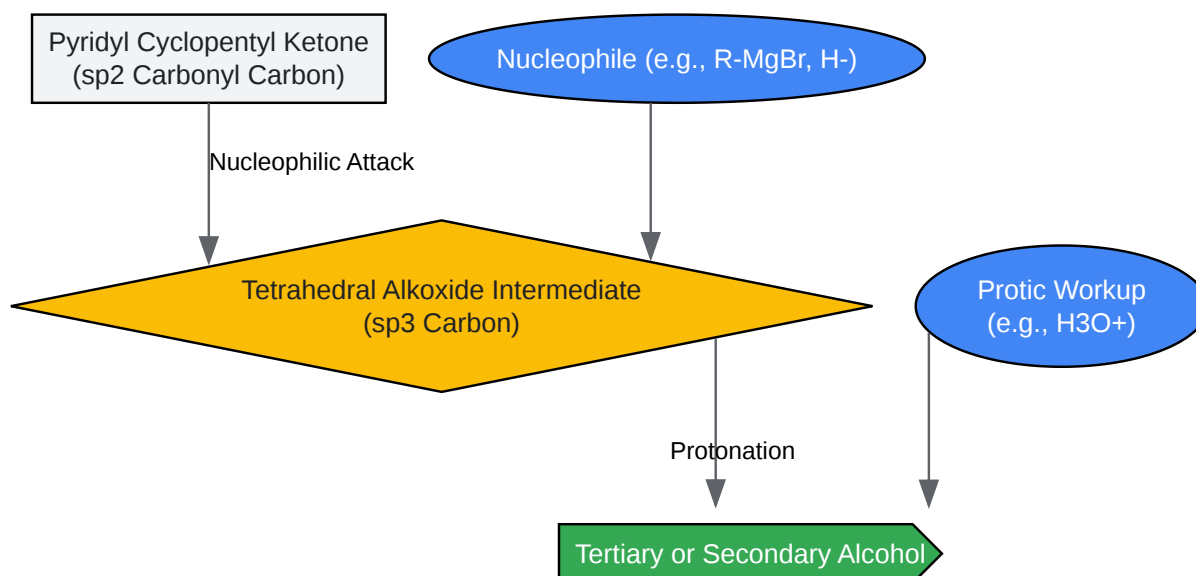 Pyridyl Cyclopentyl Ketone
(sp2 Carbonyl Carbon)
Nucleophile (e.g., R-MgBr, H-)
Nucleophilic Attack
Tetrahedral Alkoxide Intermediate
(sp3 Carbon)
Protic Workup
(e.g., H3O+)
Protonation
Tertiary or Secondary Alcohol